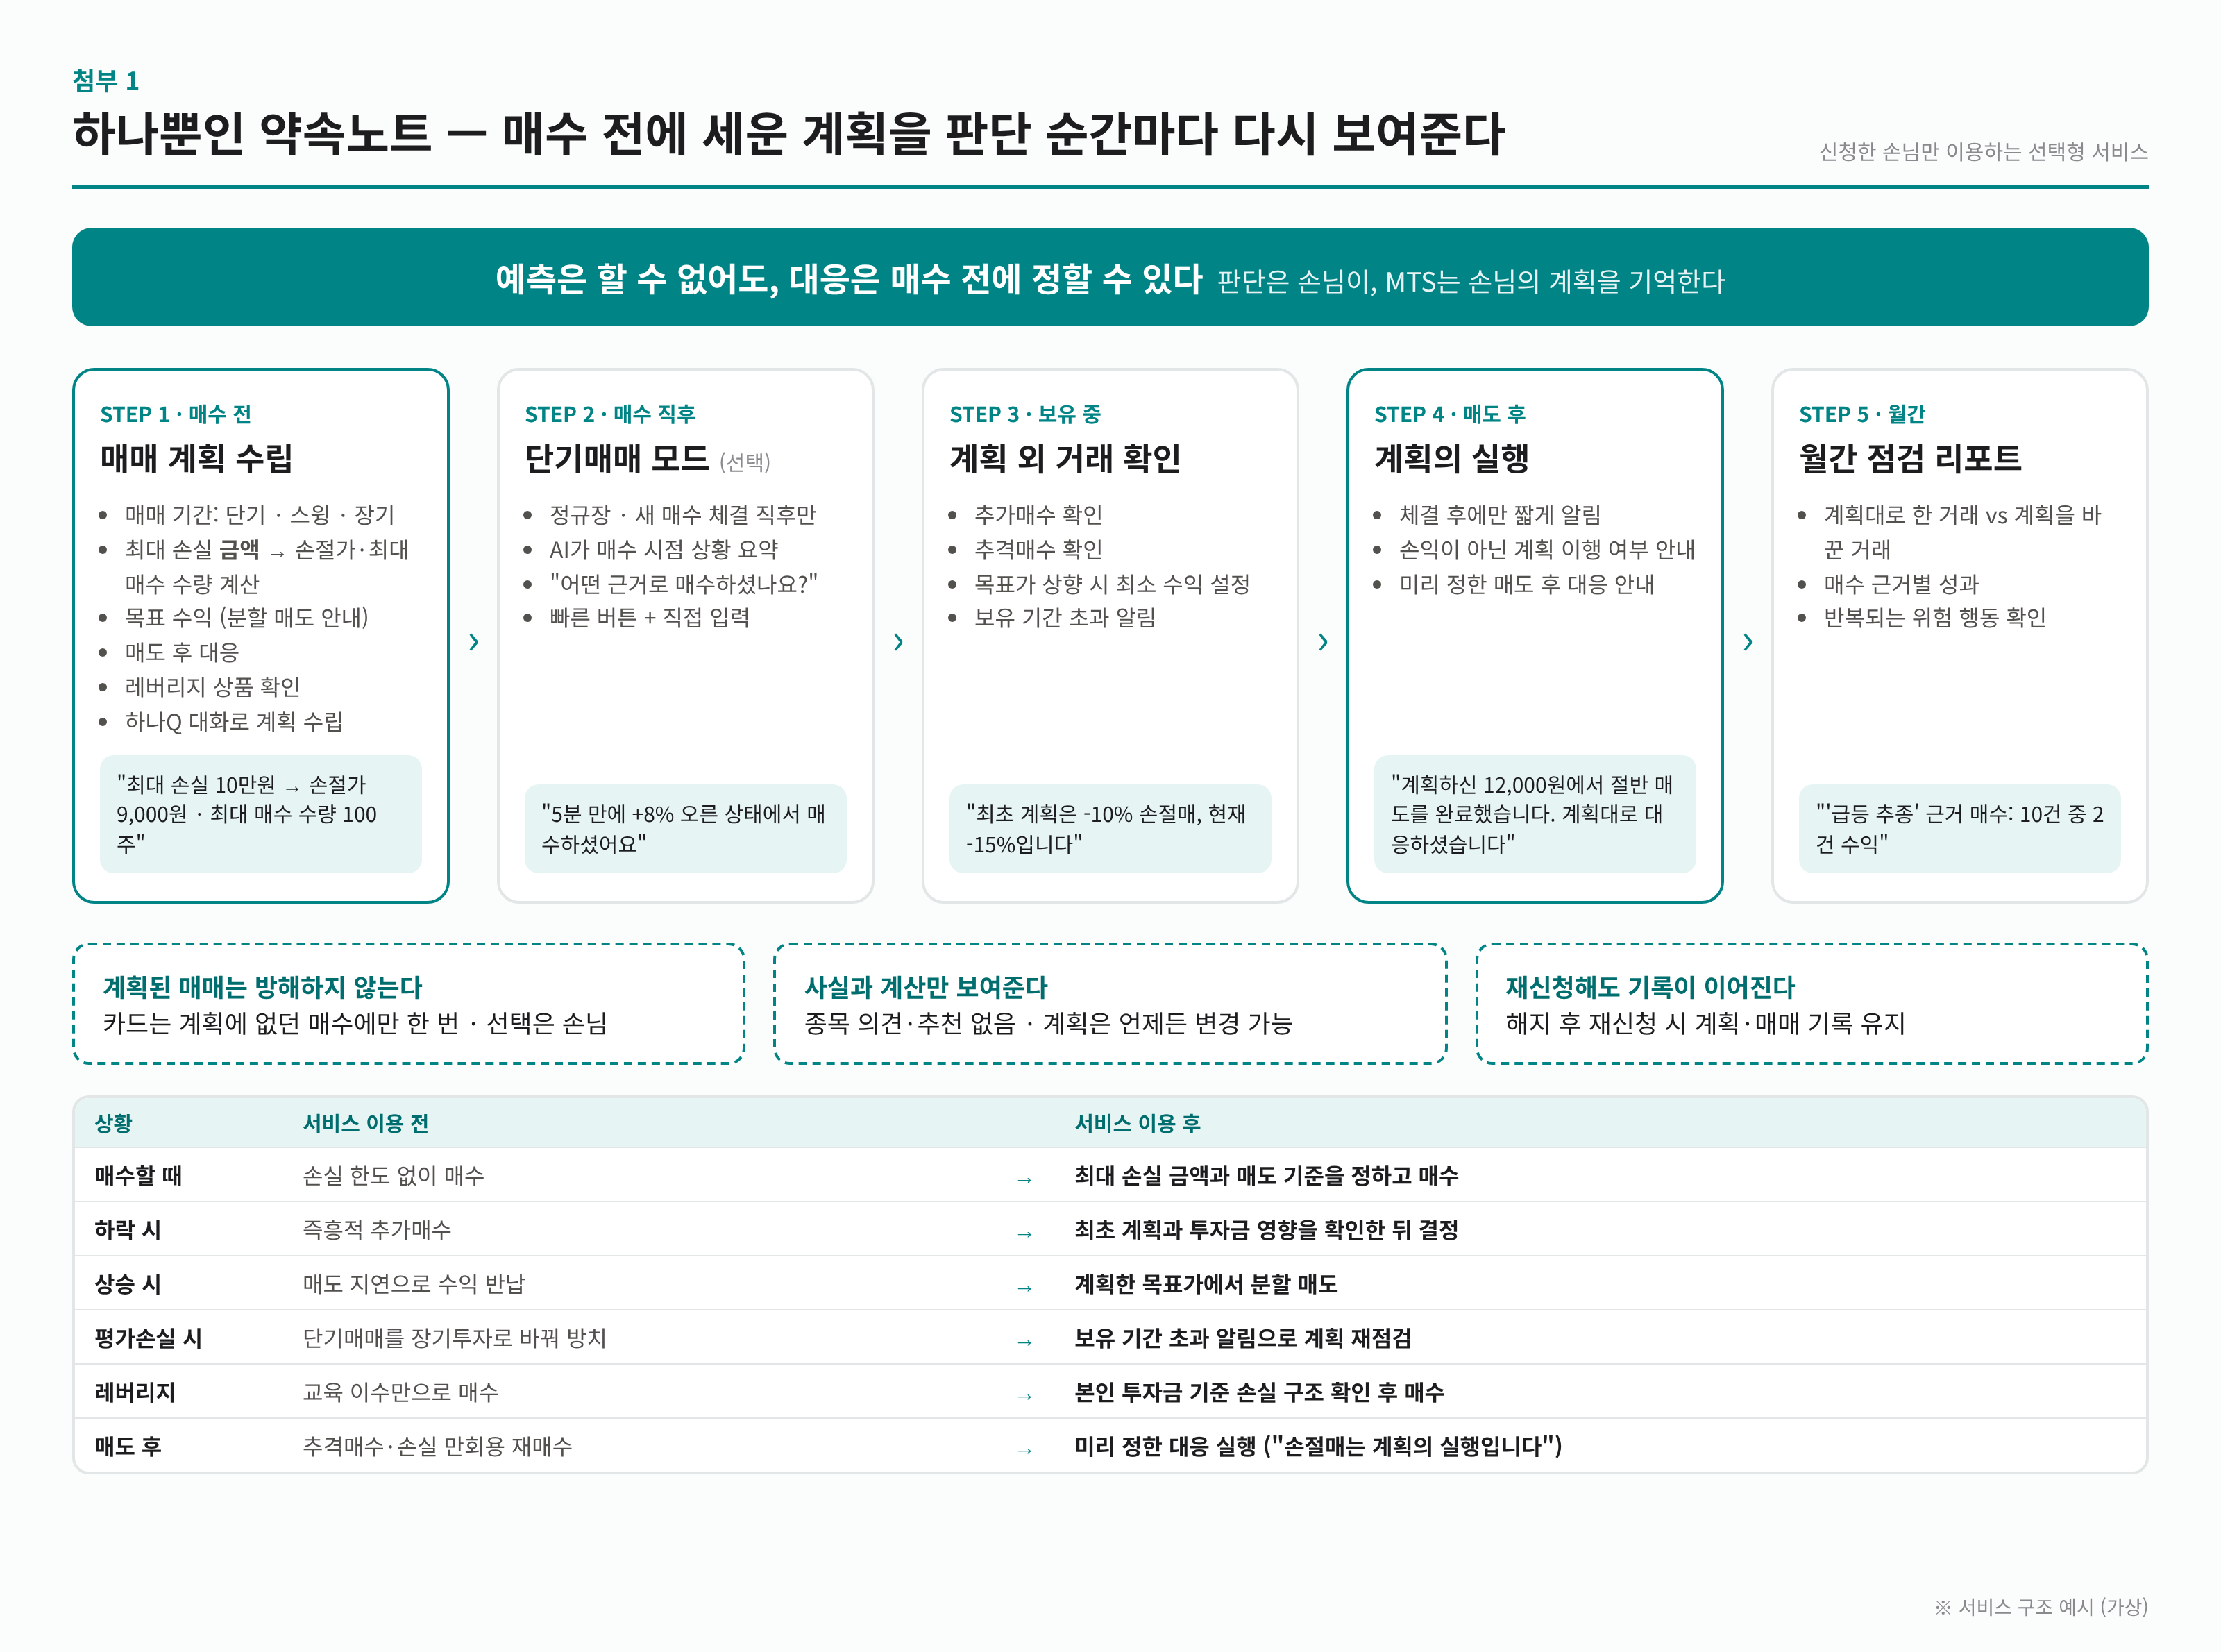 첨부 1
하나뿐인 약속노트 — 매수 전에 세운 계획을 판단 순간마다 다시 보여준다
신청한 손님만 이용하는 선택형 서비스
예측은 할 수 없어도, 대응은 매수 전에 정할 수 있다 판단은 손님이, MTS는 손님의 계획을 기억한다
STEP 1 · 매수 전
매매 계획 수립
• 매매 기간: 단기 · 스윙 · 장기
• 최대 손실 금액 → 손절가·최대
매수 수량 계산
• 목표 수익 (분할 매도 안내)
• 매도 후 대응
• 레버리지 상품 확인
• 하나Q 대화로 계획 수립
"최대 손실 10만원 → 손절가
9,000원 · 최대 매수 수량 100
주"
›
STEP 2 · 매수 직후
단기매매 모드 (선택)
• 정규장 · 새 매수 체결 직후만
• AI가 매수 시점 상황 요약
• "어떤 근거로 매수하셨나요?"
• 빠른 버튼 + 직접 입력
"5분 만에 +8% 오른 상태에서 매
수하셨어요"
›
STEP 3 · 보유 중
계획 외 거래 확인
• 추가매수 확인
• 추격매수 확인
• 목표가 상향 시 최소 수익 설정
• 보유 기간 초과 알림
"최초 계획은 -10% 손절매, 현재
-15%입니다"
›
STEP 4 · 매도 후
계획의 실행
• 체결 후에만 짧게 알림
• 손익이 아닌 계획 이행 여부 안내
• 미리 정한 매도 후 대응 안내
"계획하신 12,000원에서 절반 매
도를 완료했습니다. 계획대로 대
응하셨습니다"
›
STEP 5 · 월간
월간 점검 리포트
• 계획대로 한 거래 vs 계획을 바
꾼 거래
• 매수 근거별 성과
• 반복되는 위험 행동 확인
"'급등 추종' 근거 매수: 10건 중 2
건 수익"
계획된 매매는 방해하지 않는다
카드는 계획에 없던 매수에만 한 번 · 선택은 손님
사실과 계산만 보여준다
종목 의견·추천 없음 · 계획은 언제든 변경 가능
재신청해도 기록이 이어진다
해지 후 재신청 시 계획·매매 기록 유지
상황 서비스 이용 전 서비스 이용 후
매수할 때 손실 한도 없이 매수 → 최대 손실 금액과 매도 기준을 정하고 매수
하락 시 즉흥적 추가매수 → 최초 계획과 투자금 영향을 확인한 뒤 결정
상승 시 매도 지연으로 수익 반납 → 계획한 목표가에서 분할 매도
평가손실 시 단기매매를 장기투자로 바꿔 방치 → 보유 기간 초과 알림으로 계획 재점검
레버리지 교육 이수만으로 매수 → 본인 투자금 기준 손실 구조 확인 후 매수
매도 후 추격매수·손실 만회용 재매수 → 미리 정한 대응 실행 ("손절매는 계획의 실행입니다")
※ 서비스 구조 예시 (가상)